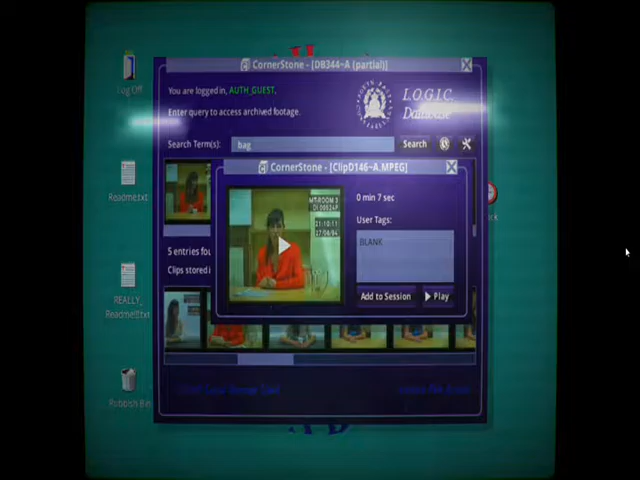 CornerStone - [DB344~A (partial)]
Log Off
You are logged in, AUTH_GUEST.
Enter query to access archived footage.
L.O.G.I.C.
Database
Search Term(s):
bag
Search
CornerStone - [ClipD146~A.MPEG]
Readme.txt
0 min 7 sec
User Tags:
BLANK
5 entries fou
Clips stored i
Add to Session
Play
REALLY_
Readme!!.txt
Rubbish Bin